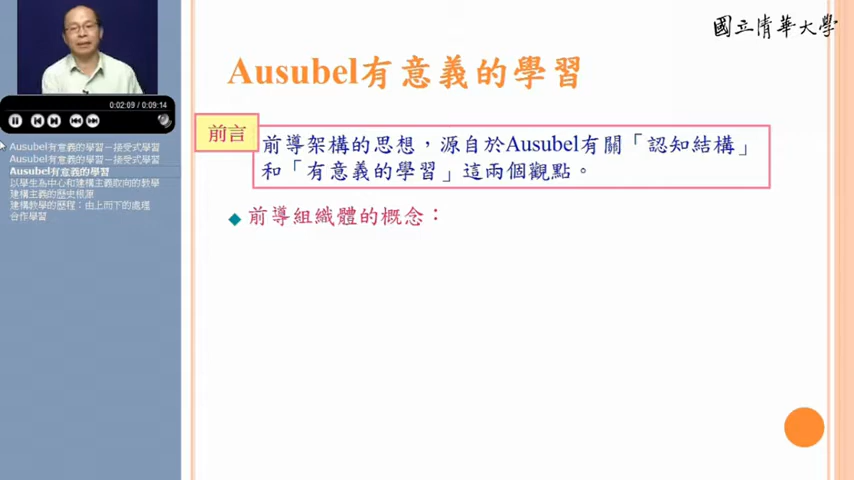 國立清華大學
Ausubel有意義的學習
0:02:09 / 0:09:14
前言
前導架構的思想，源自於Ausubel有關「認知結構」
和「有意義的學習」這兩個觀點。
前導組織體的概念：
Ausubel有意義的學習－接受式學習
Ausubel有意義的學習－接受式學習
Ausubel有意義的學習
以學生為中心和建構主義取向的教學
建構主義的歷史根源
建構教學的歷程：由上而下的處理
合作學習